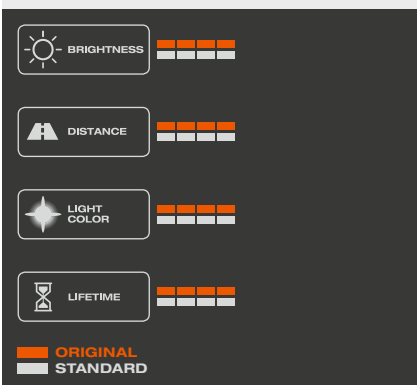 BRIGHTNESS
DISTANCE
LIGHT
COLOR
LIFETIME
ORIGINAL
STANDARD